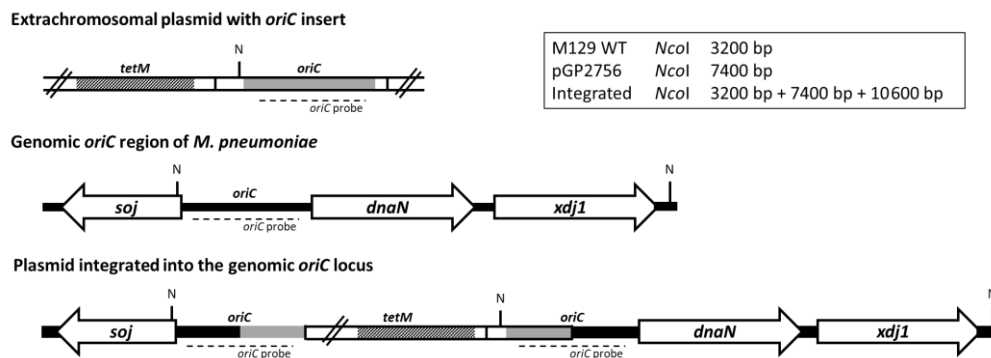 Extrachromosomal plasmid with oriC insert
N
tetM oriC
oriC probe
M129 WT NcoI 3200 bp
pGP2756 NcoI 7400 bp
Integrated NcoI 3200 bp + 7400 bp + 10600 bp
Genomic oriC region of M. pneumoniae
N N
oriC
soj dnaN xdj1
oriC probe
Plasmid integrated into the genomic oriC locus
N N N
oriC tetM oriC
soj dnaN xdj1
oriC probe oriC probe